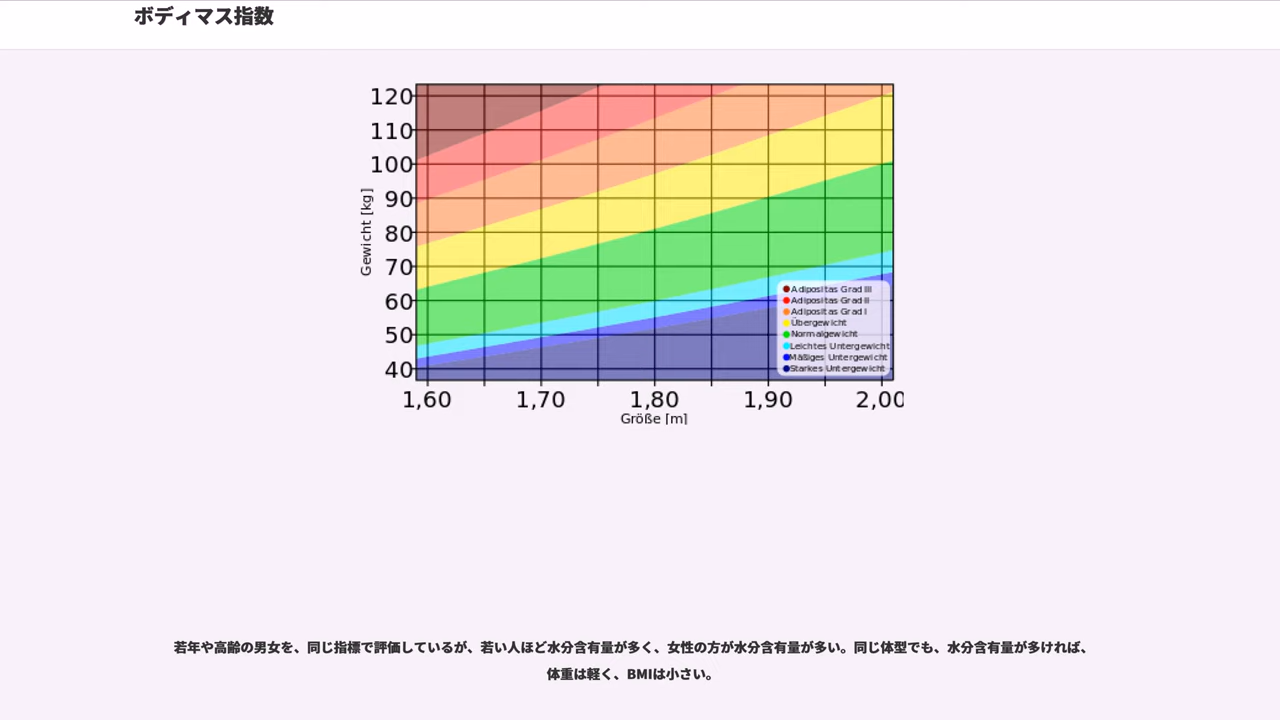 ボディマス指数
120
110
100
90
80
70
60
50
40
Gewicht [kg]
Adipositas Grad III
Adipositas Grad II
Adipositas Grad I
Übergewicht
Normalgewicht
Leichtes Untergewicht
Mäßiges Untergewicht
Starkes Untergewicht
1,60 1,70 1,80 1,90 2,00
Größe [m]
若年や高齢の男女を、同じ指標で評価しているが、若い人ほど水分含有量が多く、女性の方が水分含有量が多い。同じ体型でも、水分含有量が多ければ、
体重は軽く、BMIは小さい。